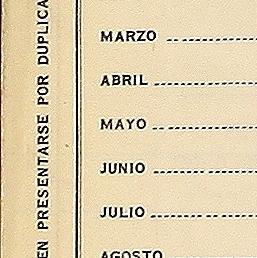 EN PRESENTARSE POR DUPLICA
MARZO
ABRIL
MAYO
JUNIO
JULIO
AGOSTO